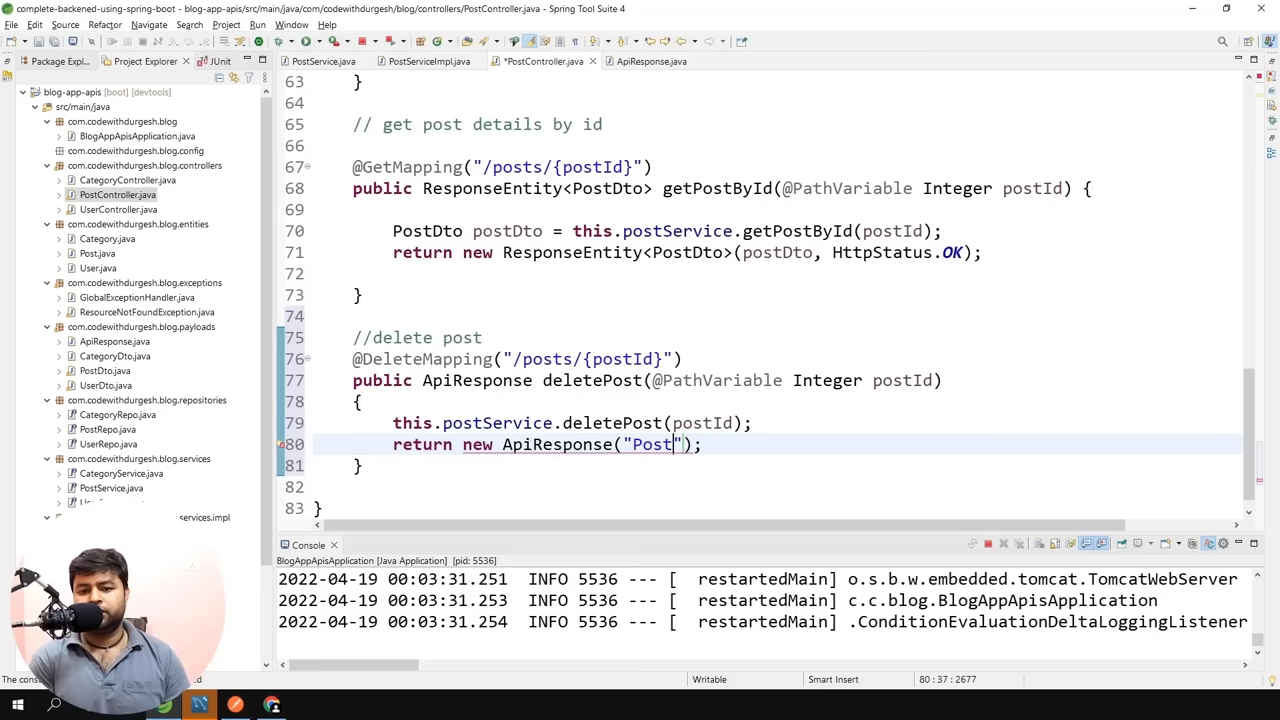 complete-backened-using-spring-boot - blog-app-apis/src/main/java/com/codewithdurgesh/blog/controllers/PostController.java - Spring Tool Suite 4
File Edit Source Refactor Navigate Search Project Run Window Help
Package Expl... Project Explorer JUnit
PostService.java PostServiceImpl.java *PostController.java ApiResponse.java
blog-app-apis [boot] [devtools]
src/main/java
com.codewithdurgesh.blog
BlogAppApisApplication.java
com.codewithdurgesh.blog.config
com.codewithdurgesh.blog.controllers
CategoryController.java
PostController.java
UserController.java
com.codewithdurgesh.blog.entities
Category.java
Post.java
User.java
com.codewithdurgesh.blog.exceptions
GlobalExceptionHandler.java
ResourceNotFoundException.java
com.codewithdurgesh.blog.payloads
ApiResponse.java
CategoryDto.java
PostDto.java
UserDto.java
com.codewithdurgesh.blog.repositories
CategoryRepo.java
PostRepo.java
UserRepo.java
com.codewithdurgesh.blog.services
CategoryService.java
PostService.java
services.impl
63 }
64
65 // get post details by id
66
67 @GetMapping("/posts/{postId}")
68 public ResponseEntity<PostDto> getPostById(@PathVariable Integer postId) {
69
70 PostDto postDto = this.postService.getPostById(postId);
71 return new ResponseEntity<PostDto>(postDto, HttpStatus.OK);
72
73 }
74
75 //delete post
76 @DeleteMapping("/posts/{postId}")
77 public ApiResponse deletePost(@PathVariable Integer postId)
78 {
79 this.postService.deletePost(postId);
80 return new ApiResponse("Post");
81 }
82
83 }
Console
BlogAppApisApplication [Java Application] [pid: 5536]
2022-04-19 00:03:31.251 INFO 5536 --- [ restartedMain] o.s.b.w.embedded.tomcat.TomcatWebServer
2022-04-19 00:03:31.253 INFO 5536 --- [ restartedMain] c.c.blog.BlogAppApisApplication
2022-04-19 00:03:31.254 INFO 5536 --- [ restartedMain] .ConditionEvaluationDeltaLoggingListener
The cons
Writable Smart Insert 80 : 37 : 2677